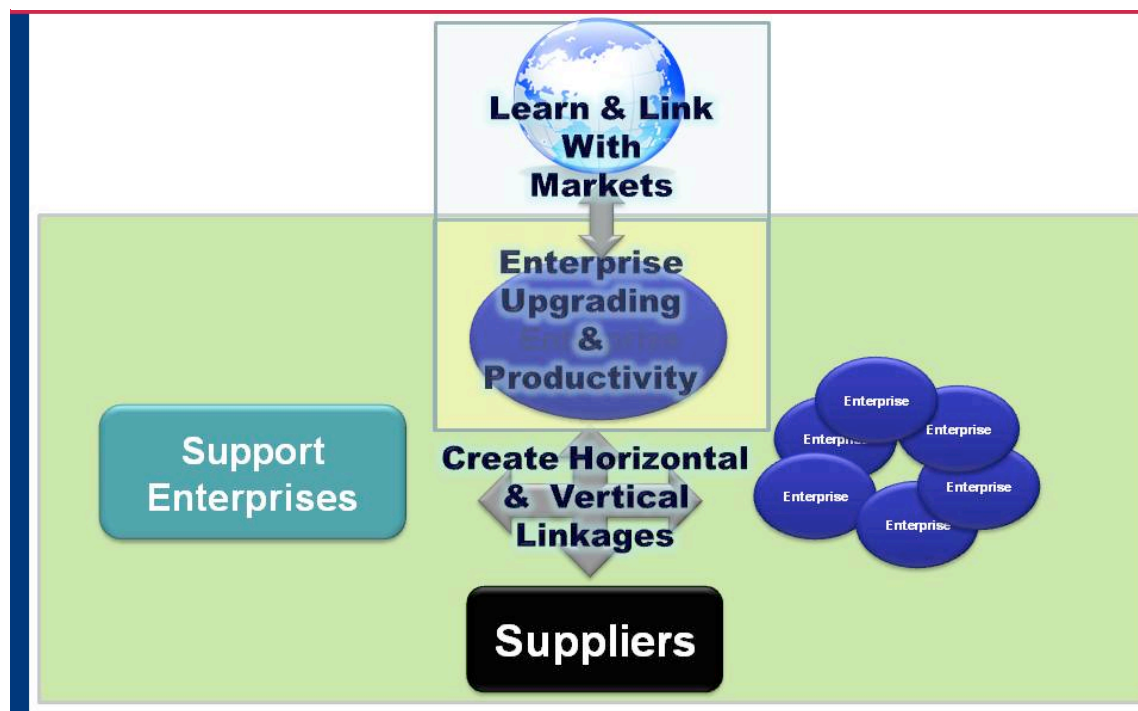 Learn & Link
With
Markets
Enterprise
Upgrading
&
Productivity
Support
Enterprises
Create Horizontal
& Vertical
Linkages
Enterprise
Enterprise
Enterprise
Enterprise
Enterprise
Enterprise
Suppliers